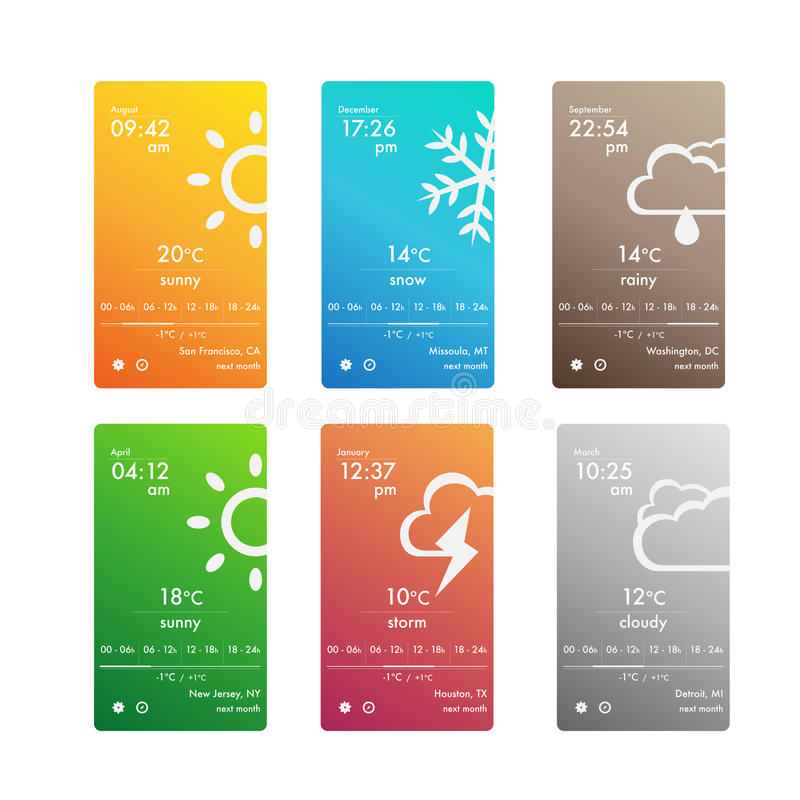 August
09:42
am
20°C
sunny
00 - 06h 06 - 12h 12 - 18h 18 - 24h
-1°C / +1°C
San Francisco, CA
next month
December
17:26
pm
14°C
snow
00 - 06h 06 - 12h 12 - 18h 18 - 24h
-1°C / +1°C
Missoula, MT
next month
September
22:54
pm
14°C
rainy
00 - 06h 06 - 12h 12 - 18h 18 - 24h
-1°C / +1°C
Washington, DC
next month
dreamstime
April
04:12
am
18°C
sunny
00 - 06h 06 - 12h 12 - 18h 18 - 24h
-1°C / +1°C
New Jersey, NY
next month
January
12:37
pm
10°C
storm
00 - 06h 06 - 12h 12 - 18h 18 - 24h
-1°C / +1°C
Houston, TX
next month
March
10:25
am
12°C
cloudy
00 - 06h 06 - 12h 12 - 18h 18 - 24h
-1°C / +1°C
Detroit, MI
next month